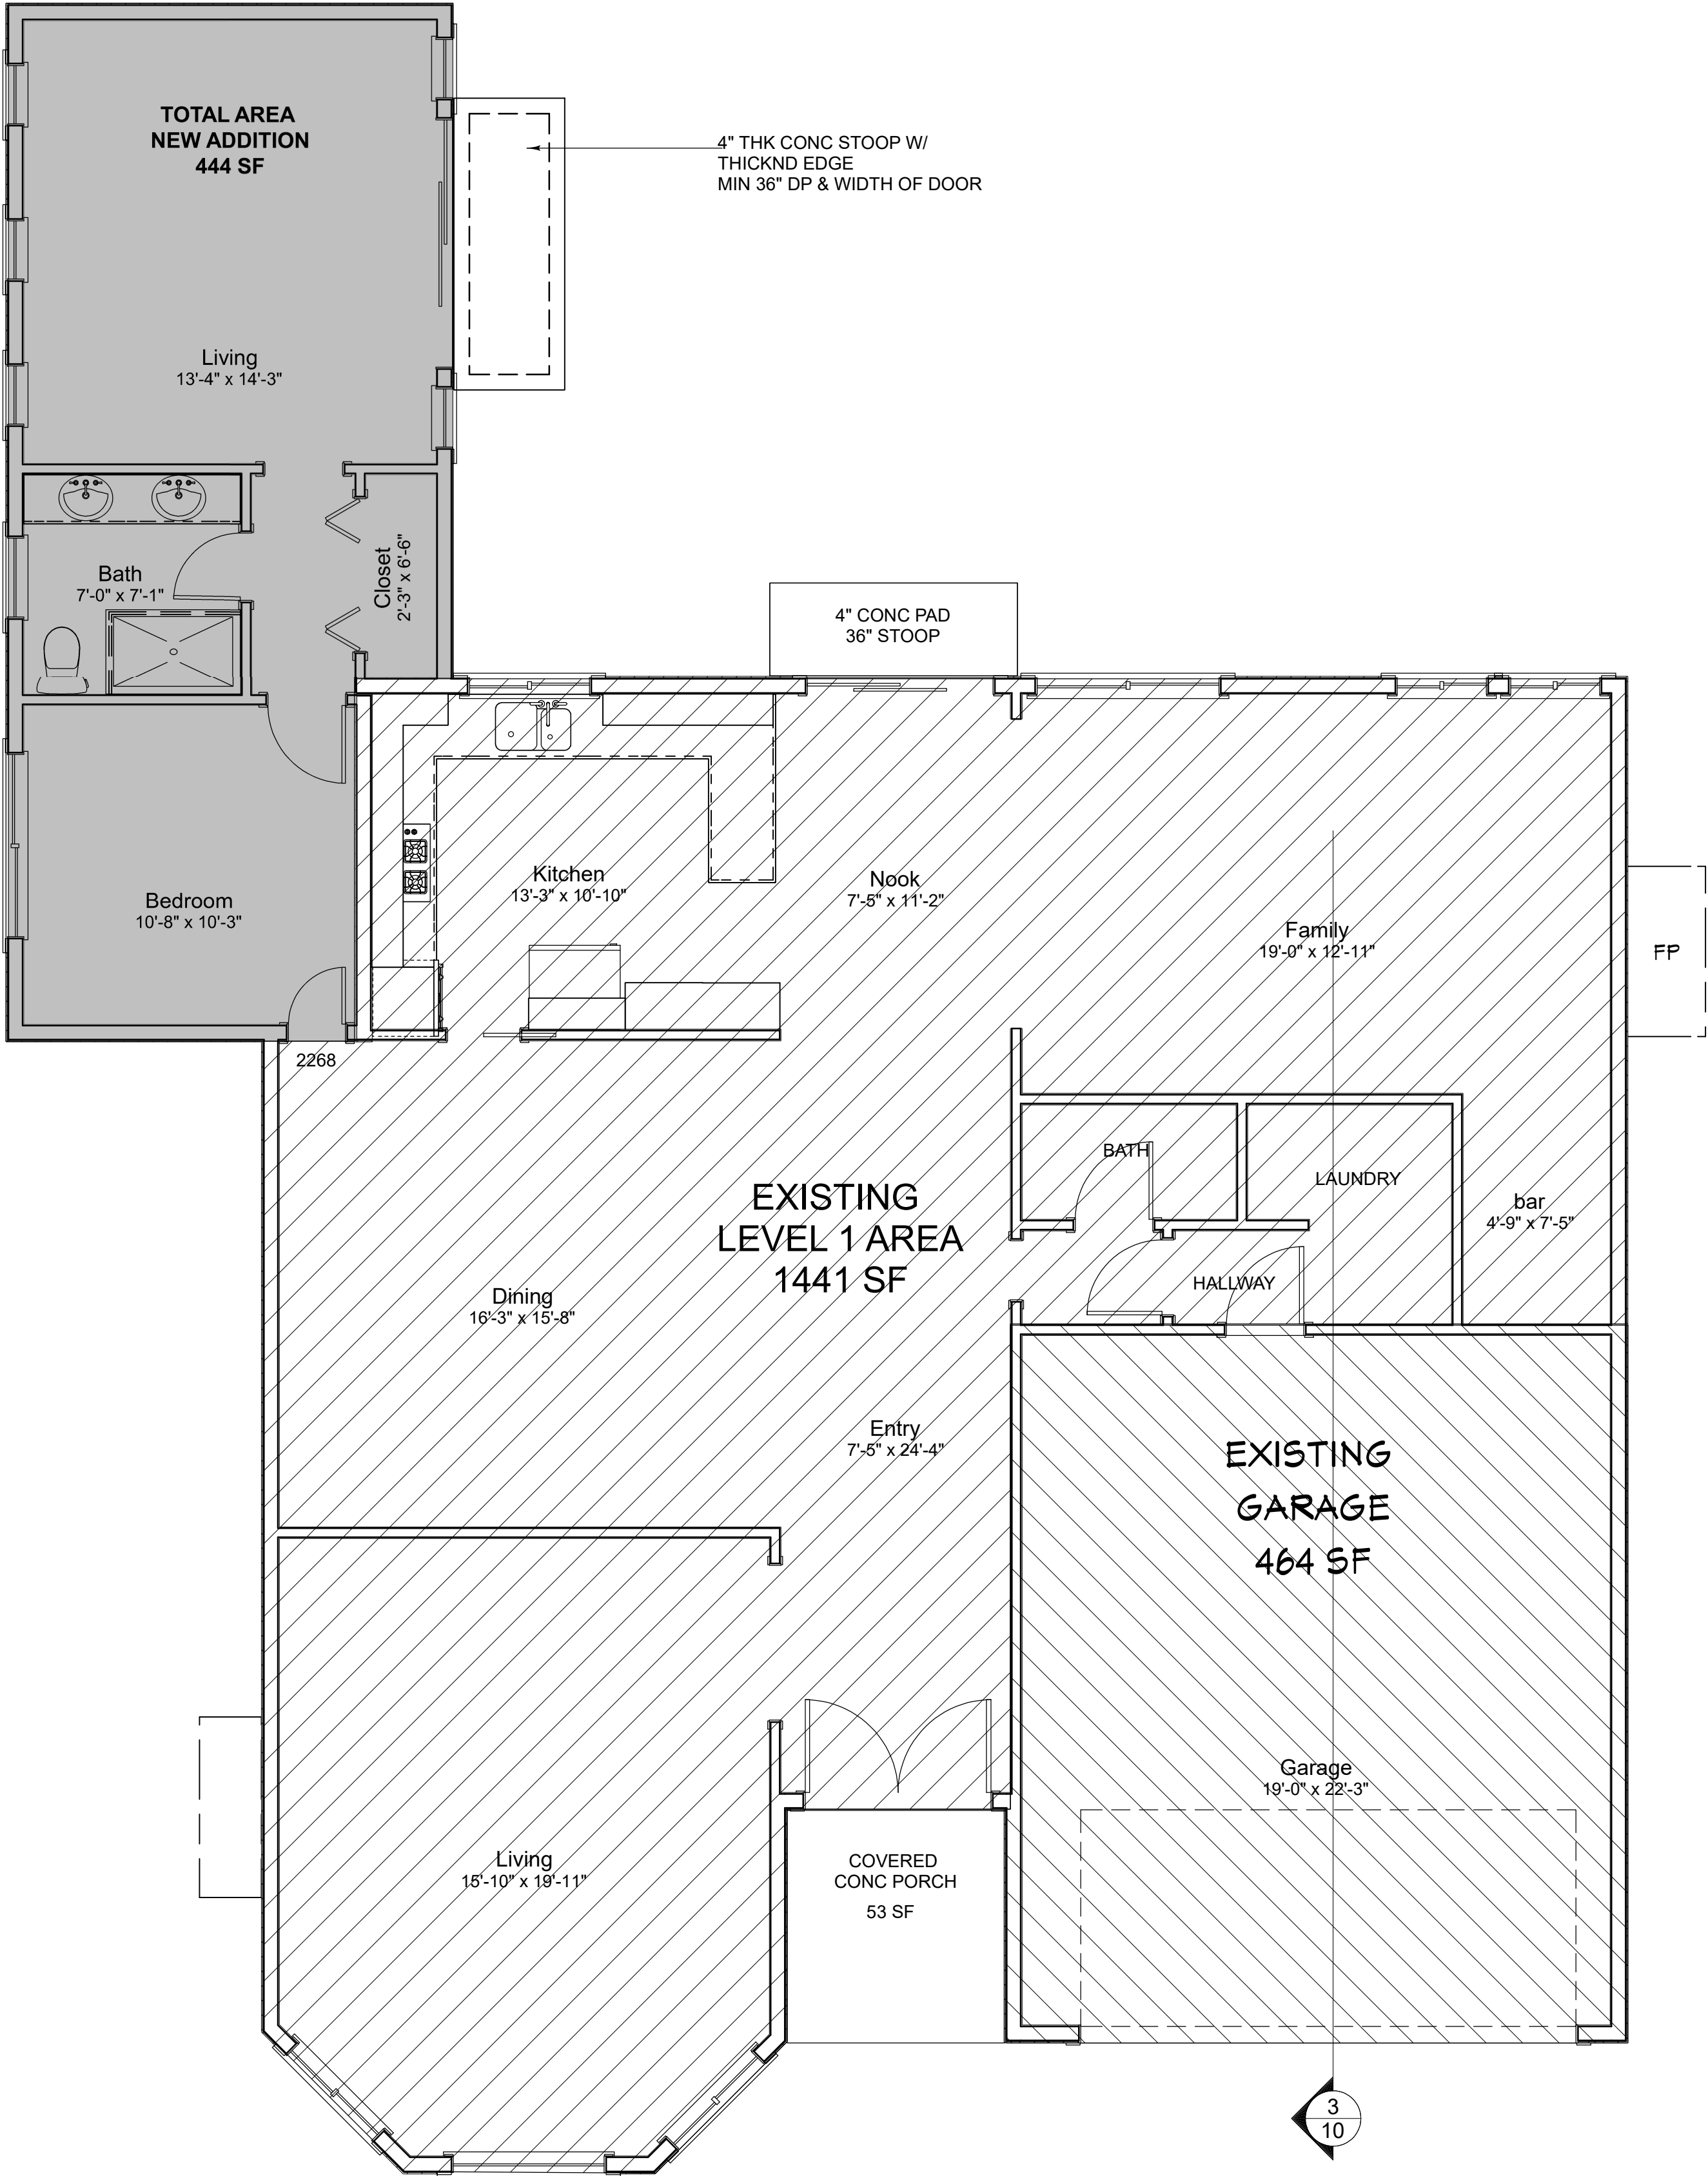 TOTAL AREA
NEW ADDITION
444 SF
4" THK CONC STOOP W/
THICKND EDGE
MIN 36" DP & WIDTH OF DOOR
Living
13'-4" x 14'-3"
Bath
7'-0" x 7'-1"
Closet
2'-3" x 6'-6"
4" CONC PAD
36" STOOP
Bedroom
10'-8" x 10'-3"
Kitchen
13'-3" x 10'-10"
Nook
7'-5" x 11'-2"
Family
19'-0" x 12'-11"
FP
2268
BATH
LAUNDRY
bar
4'-9" x 7'-5"
EXISTING
LEVEL 1 AREA
1441 SF
HALLWAY
Dining
16'-3" x 15'-8"
Entry
7'-5" x 24'-4"
EXISTING
GARAGE
464 SF
Garage
19'-0" x 22'-3"
Living
15'-10" x 19'-11"
COVERED
CONC PORCH
53 SF
3
10